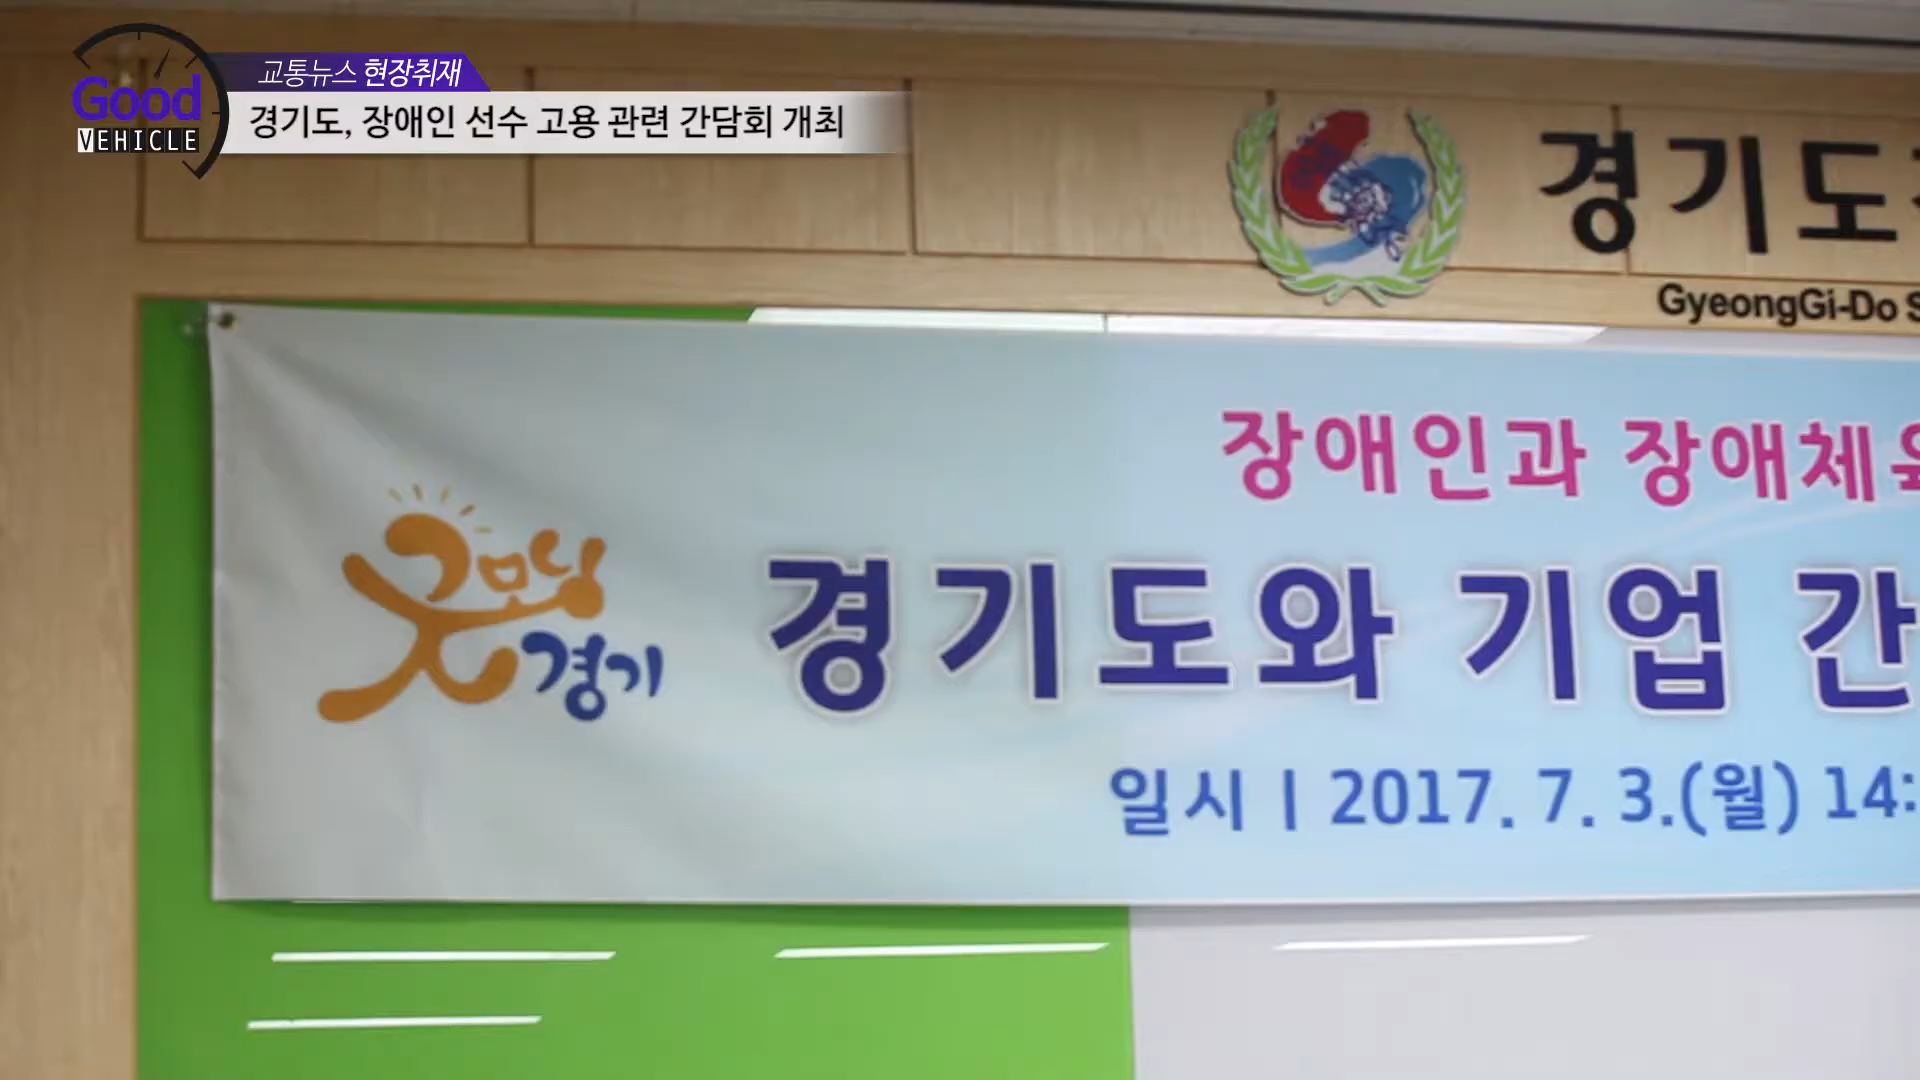 Good
VEHICLE
교통뉴스 현장취재
경기도, 장애인 선수 고용 관련 간담회 개최
경기도
GyeongGi-Do S
장애인과 장애체육
굿모닝
경기
경기도와 기업 간
일시 | 2017. 7. 3.(월) 14: